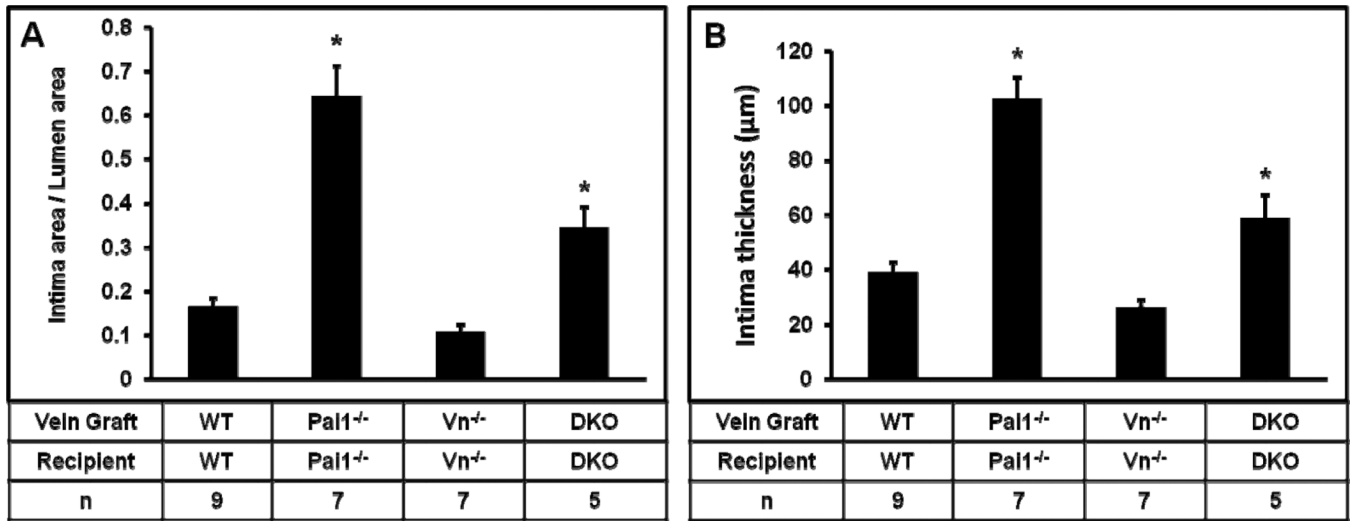 A
Intima area / Lumen area
0.8
0.7
0.6
0.5
0.4
0.3
0.2
0.1
0
*
*
Vein Graft WT Pai1-/- Vn-/- DKO
Recipient WT Pai1-/- Vn-/- DKO
n 9 7 7 5
B
Intima thickness (µm)
120
100
80
60
40
20
0
*
*
Vein Graft WT Pai1-/- Vn-/- DKO
Recipient WT Pai1-/- Vn-/- DKO
n 9 7 7 5